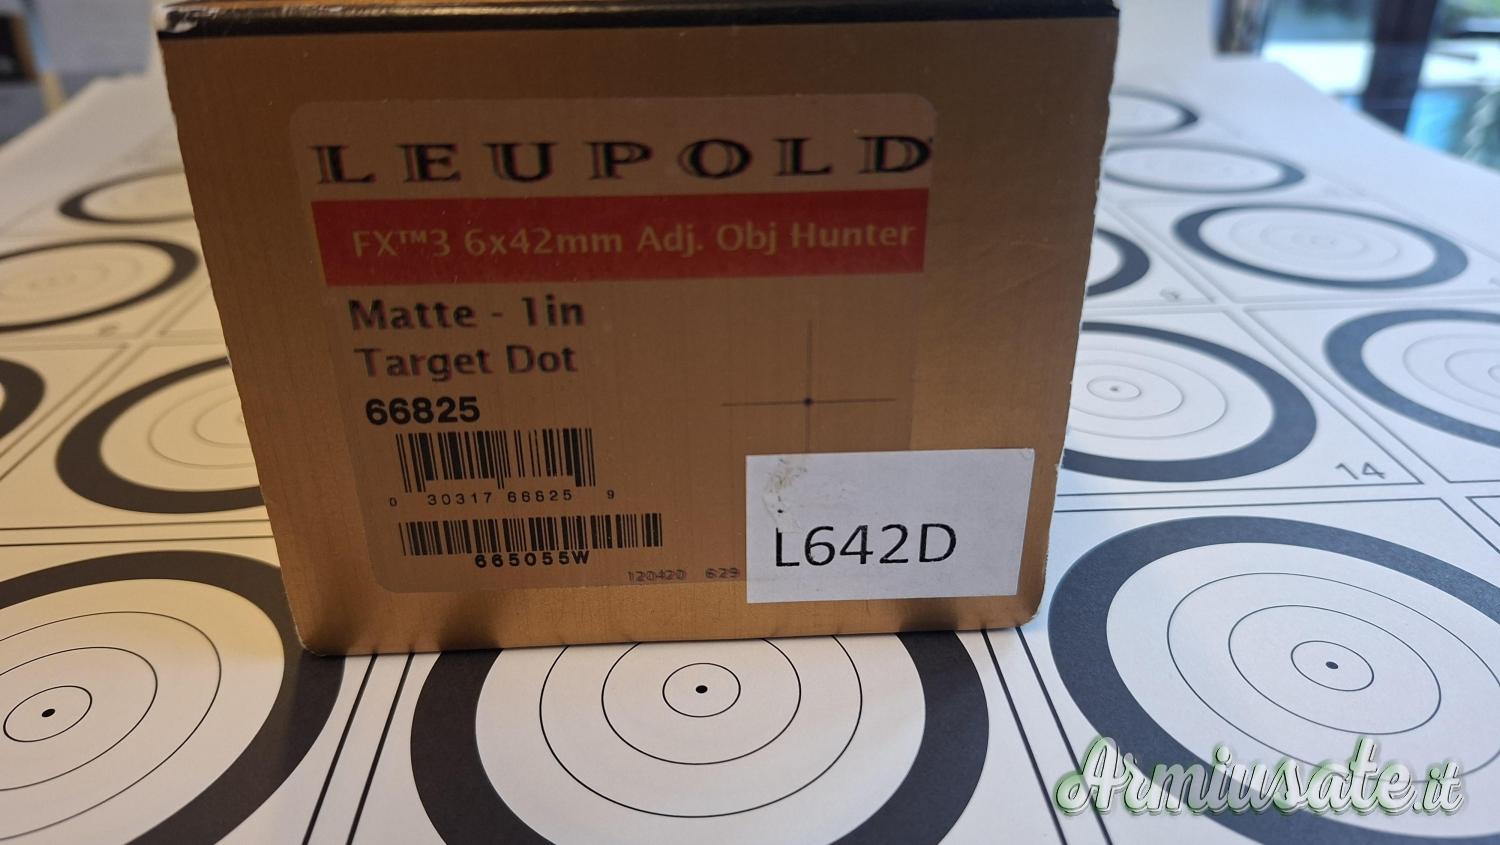 LEUPOLD
FX™3 6x42mm Adj. Obj Hunter
Matte - 1in
Target Dot
66825
0 30317 66825 9
665055W
120420 629
L642D
14
Armiusate.it